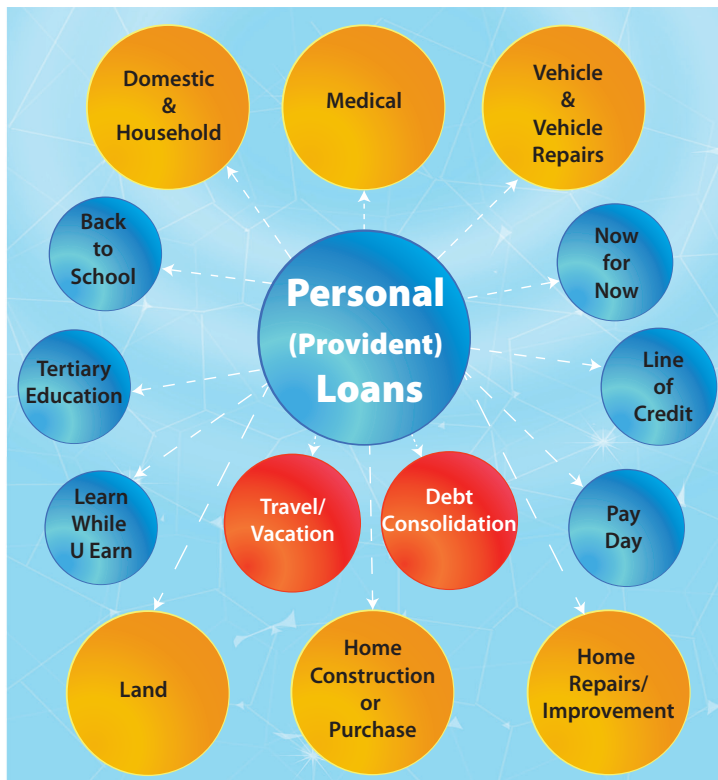 Domestic
&
Household
Medical
Vehicle
&
Vehicle
Repairs
Back
to
School
Now
for
Now
Personal
(Provident)
Loans
Tertiary
Education
Line
of
Credit
Learn
While
U Earn
Travel/
Vacation
Debt
Consolidation
Pay
Day
Land
Home
Construction
or
Purchase
Home
Repairs/
Improvement